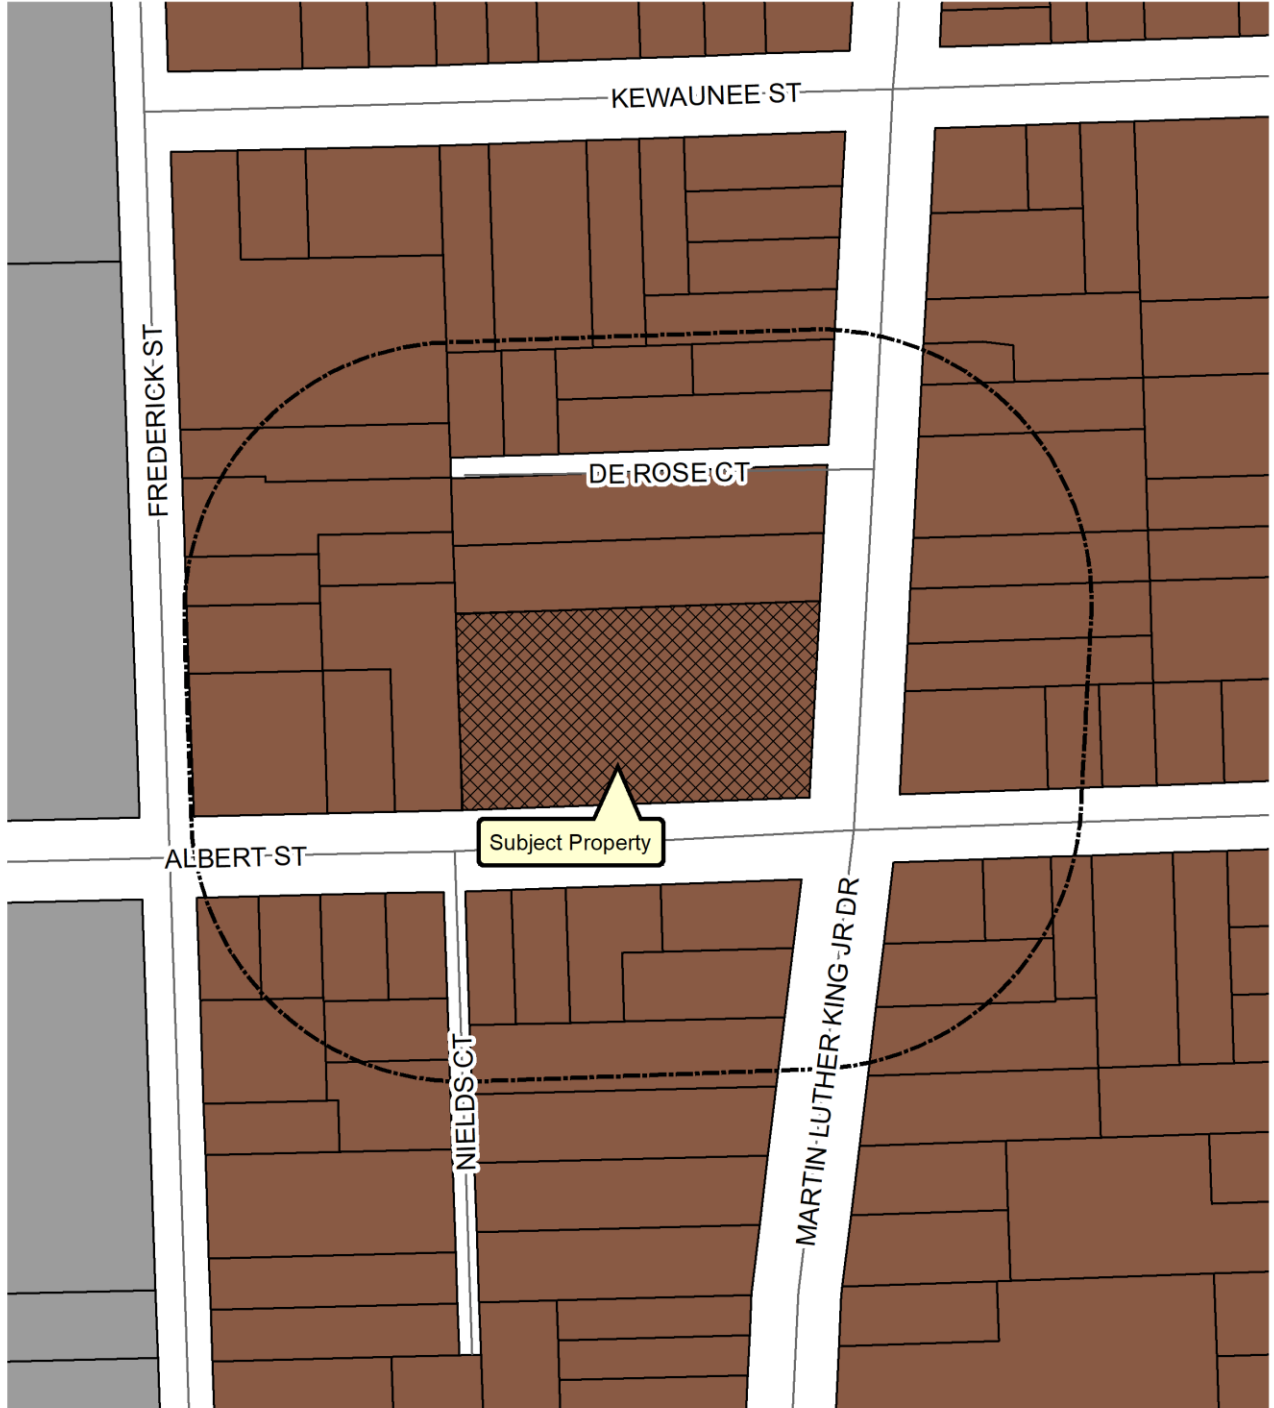 KEWAUNEE ST
FREDERICK ST
DE ROSE CT
Subject Property
ALBERT ST
MARTIN LUTHER KING JR DR
NIELDS CT